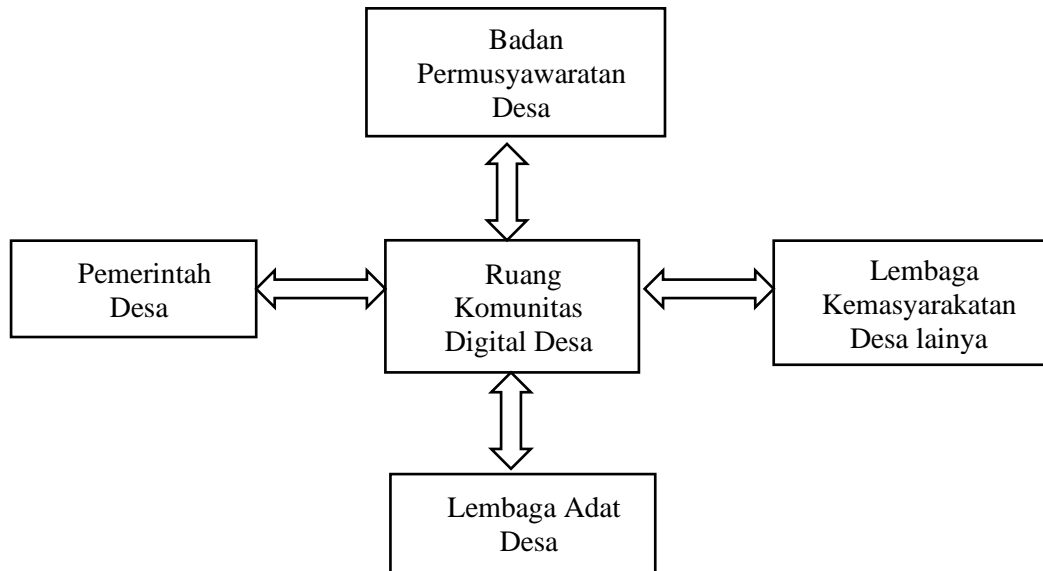 Badan
Permusyawaratan
Desa
Pemerintah
Desa
Ruang
Komunitas
Digital Desa
Lembaga
Kemasyarakatan
Desa lainya
Lembaga Adat
Desa